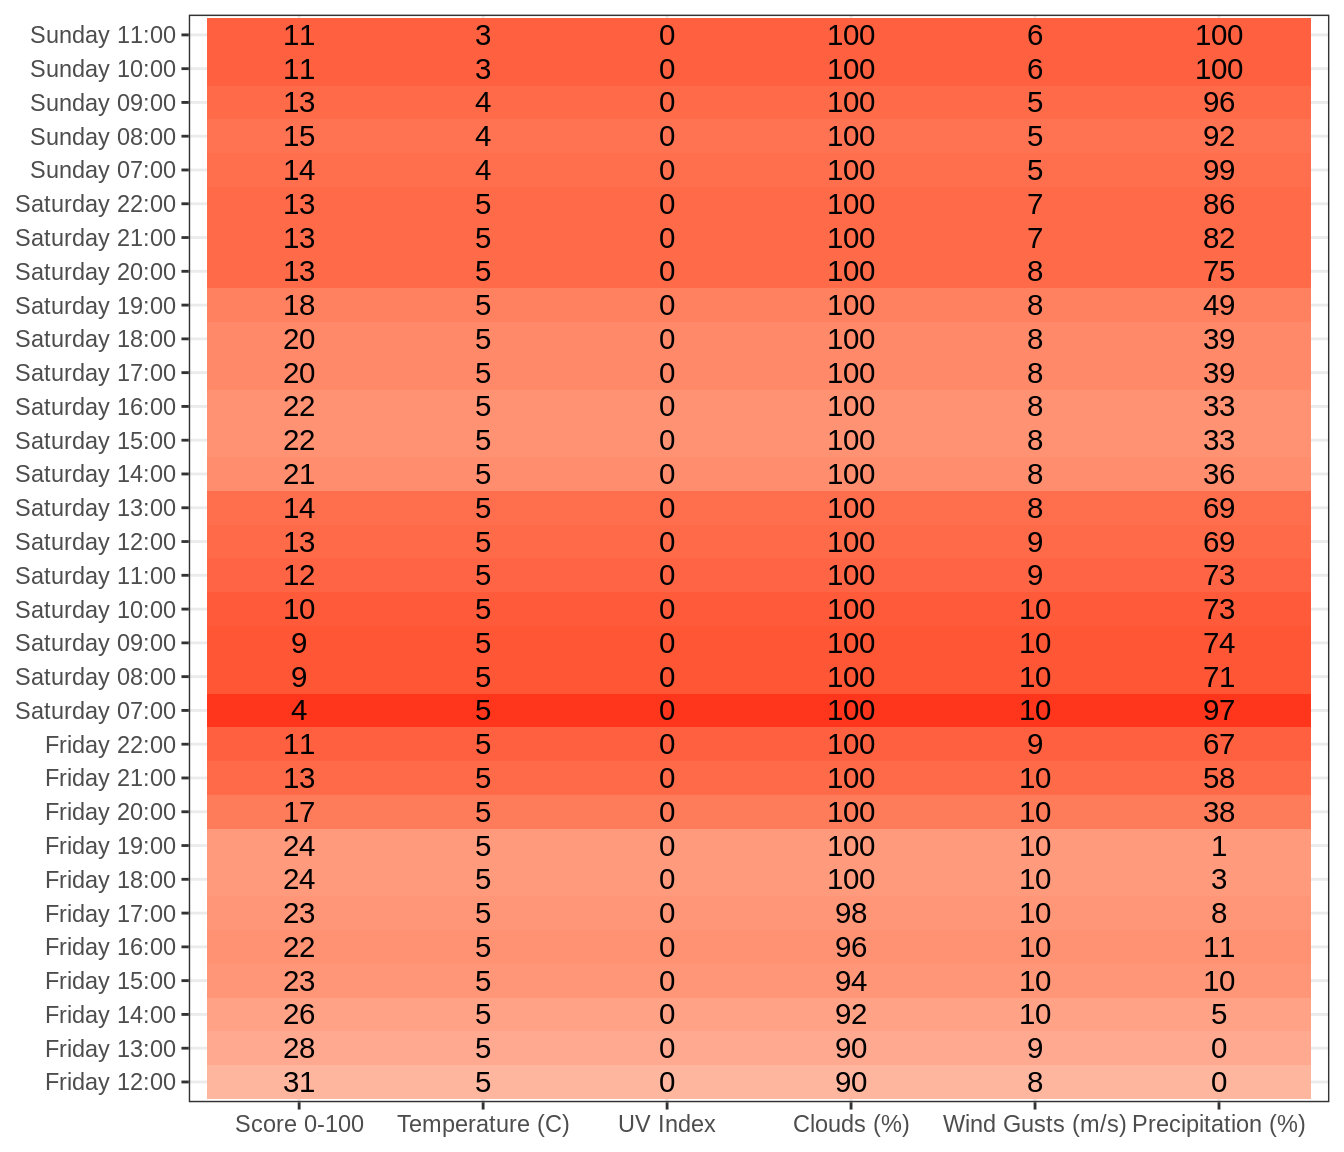 Sunday 11:00 11 3 0 100 6 100
Sunday 10:00 11 3 0 100 6 100
Sunday 09:00 13 4 0 100 5 96
Sunday 08:00 15 4 0 100 5 92
Sunday 07:00 14 4 0 100 5 99
Saturday 22:00 13 5 0 100 7 86
Saturday 21:00 13 5 0 100 7 82
Saturday 20:00 13 5 0 100 8 75
Saturday 19:00 18 5 0 100 8 49
Saturday 18:00 20 5 0 100 8 39
Saturday 17:00 20 5 0 100 8 39
Saturday 16:00 22 5 0 100 8 33
Saturday 15:00 22 5 0 100 8 33
Saturday 14:00 21 5 0 100 8 36
Saturday 13:00 14 5 0 100 8 69
Saturday 12:00 13 5 0 100 9 69
Saturday 11:00 12 5 0 100 9 73
Saturday 10:00 10 5 0 100 10 73
Saturday 09:00 9 5 0 100 10 74
Saturday 08:00 9 5 0 100 10 71
Saturday 07:00 4 5 0 100 10 97
Friday 22:00 11 5 0 100 9 67
Friday 21:00 13 5 0 100 10 58
Friday 20:00 17 5 0 100 10 38
Friday 19:00 24 5 0 100 10 1
Friday 18:00 24 5 0 100 10 3
Friday 17:00 23 5 0 98 10 8
Friday 16:00 22 5 0 96 10 11
Friday 15:00 23 5 0 94 10 10
Friday 14:00 26 5 0 92 10 5
Friday 13:00 28 5 0 90 9 0
Friday 12:00 31 5 0 90 8 0
Score 0-100 Temperature (C) UV Index Clouds (%) Wind Gusts (m/s) Precipitation (%)